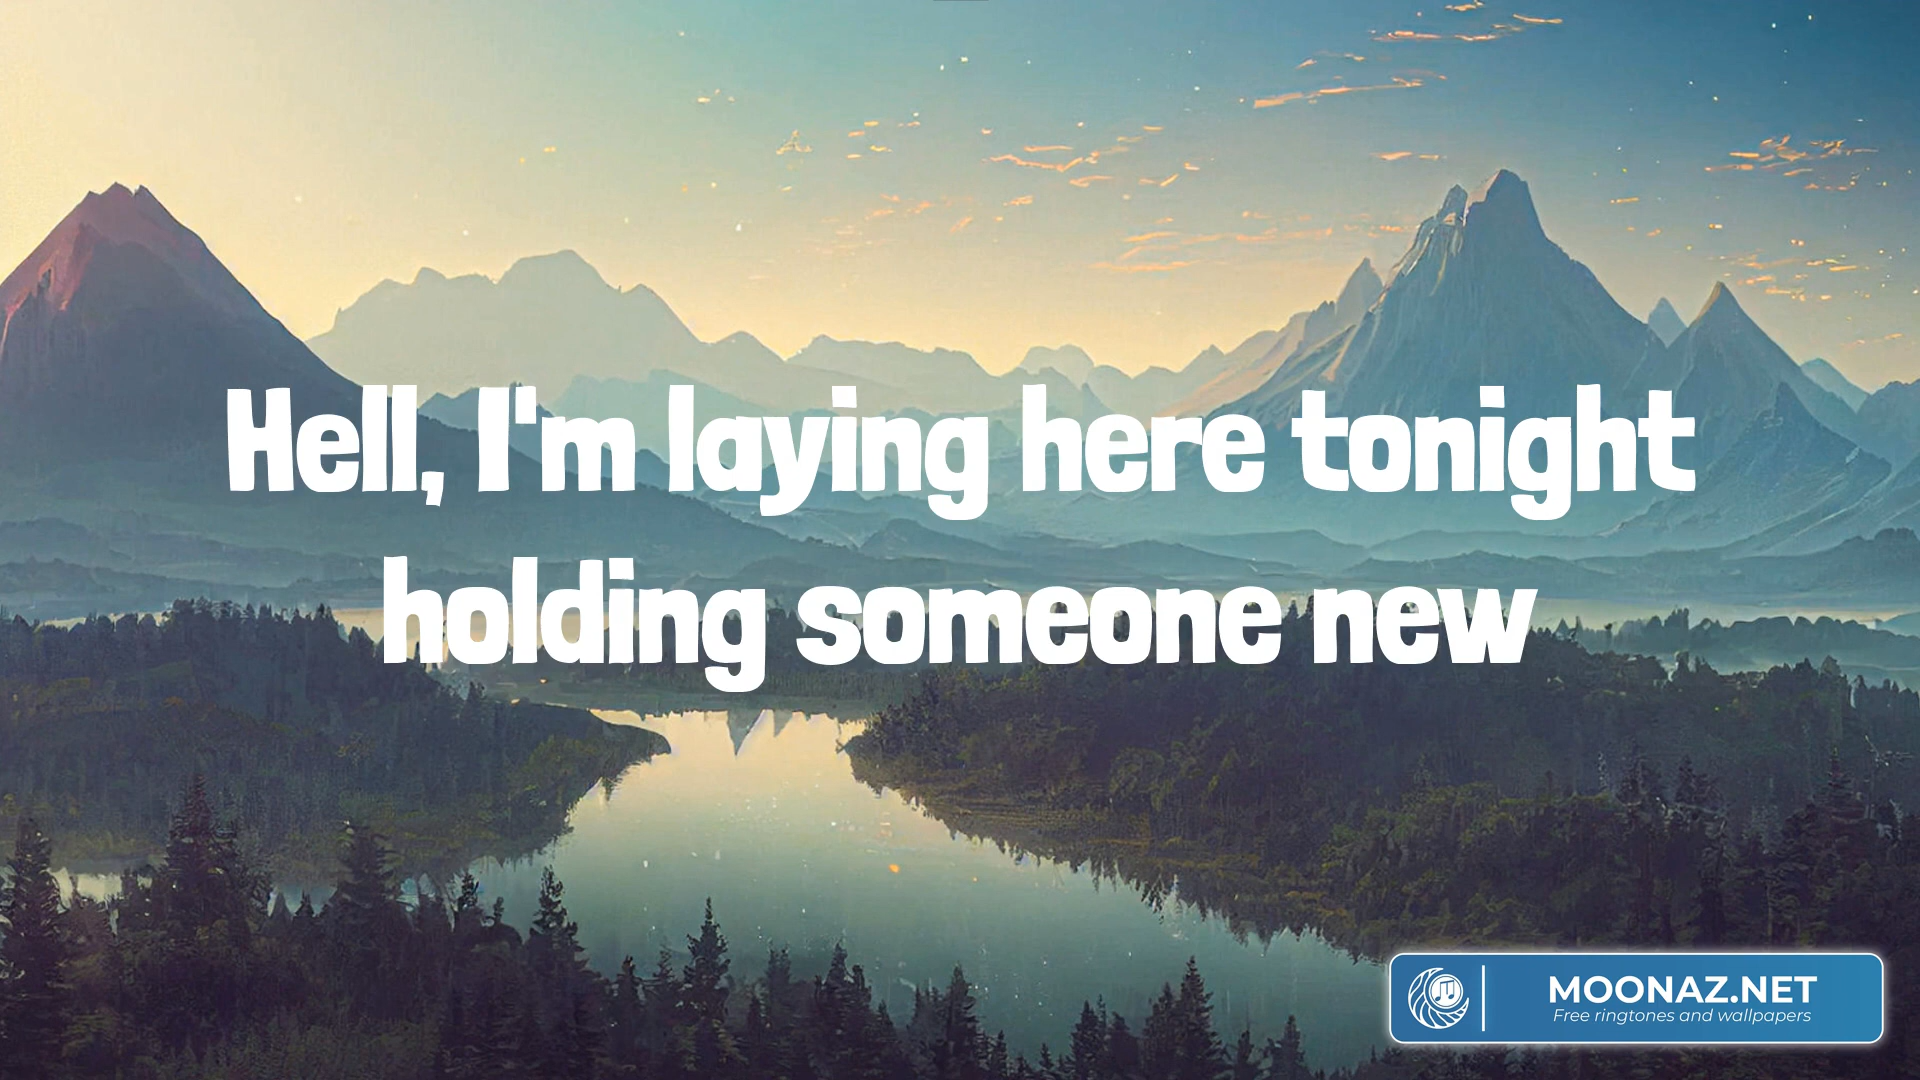 Hell, I'm laying here tonight
holding someone new
MOONAZ.NET
Free ringtones and wallpapers